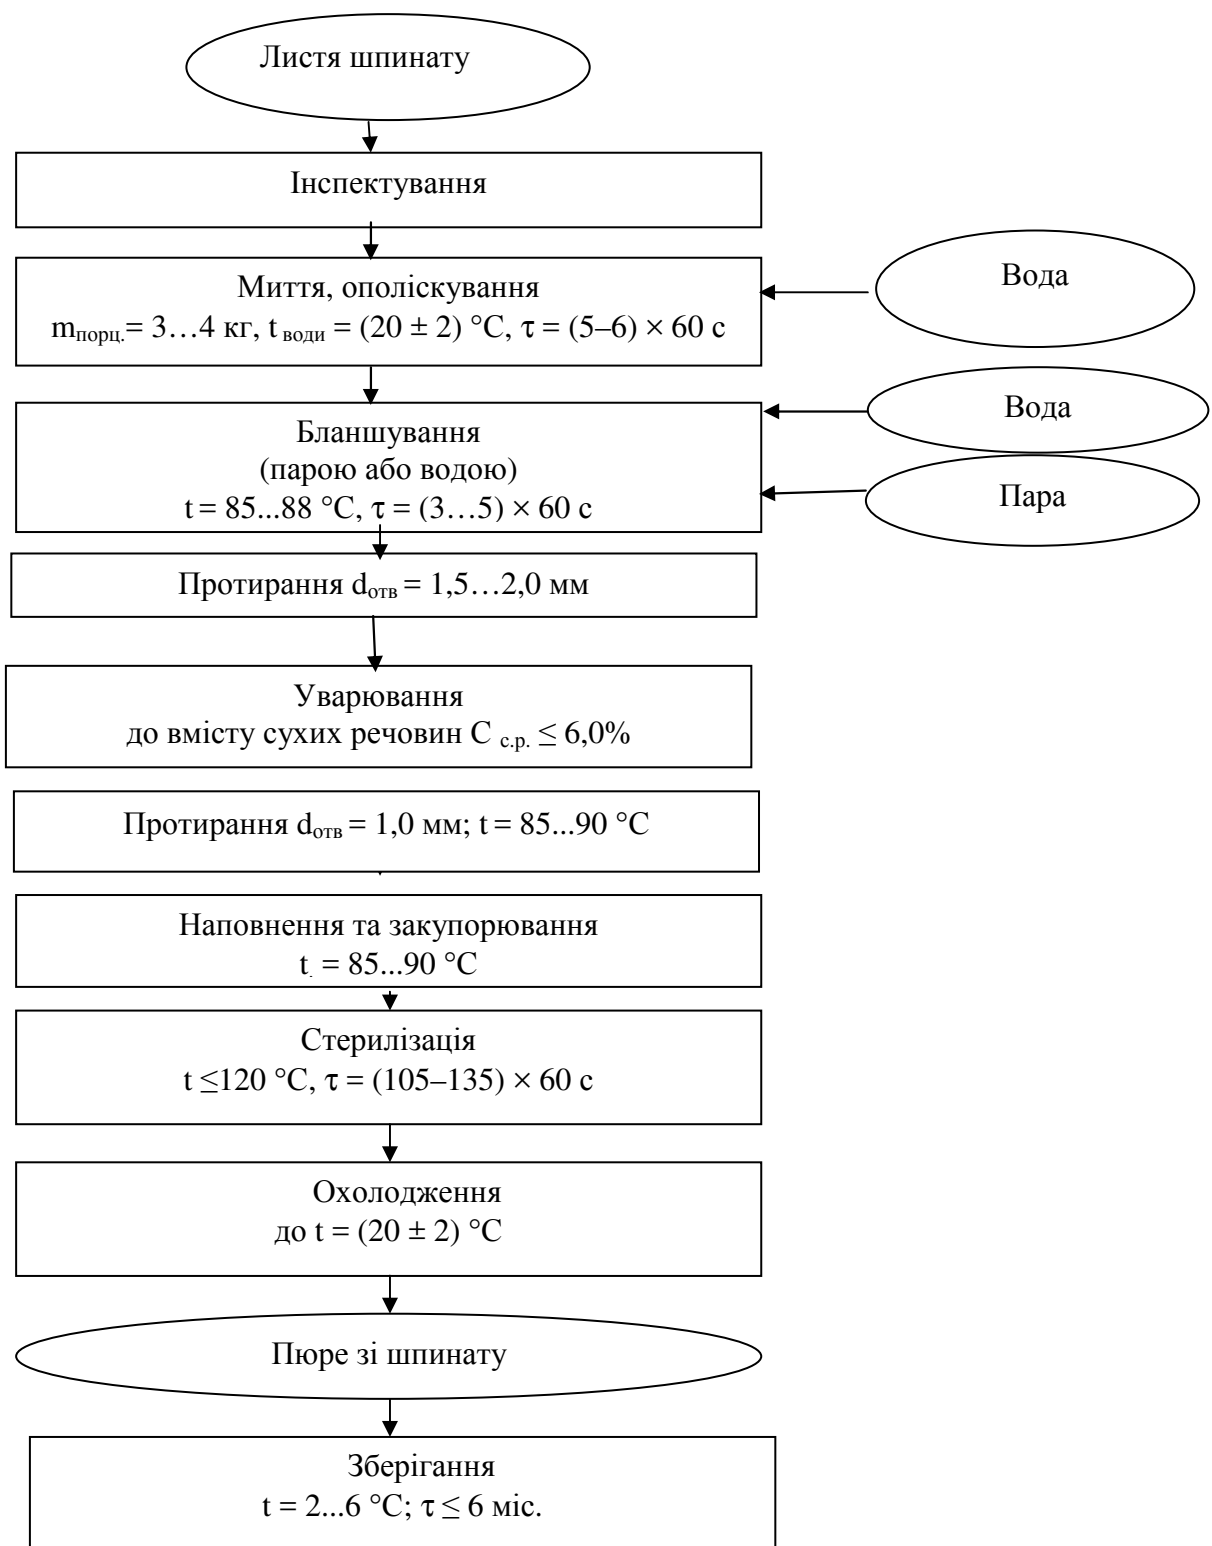 Листя шпинату
Інспектування
Миття, ополіскування
mпорц.= 3…4 кг, t води = (20 ± 2) °С, τ = (5–6) × 60 с
Вода
Бланшування
(парою або водою)
t = 85...88 °С, τ = (3…5) × 60 с
Вода
Пара
Протирання dотв = 1,5…2,0 мм
Уварювання
до вмісту сухих речовин С с.р. ≤ 6,0%
Протирання dотв = 1,0 мм; t = 85...90 °С
Наповнення та закупорювання
t. = 85...90 °С
Стерилізація
t ≤120 °С, τ = (105–135) × 60 с
Охолодження
до t = (20 ± 2) °С
Пюре зі шпинату
Зберігання
t = 2...6 °С; τ ≤ 6 міс.